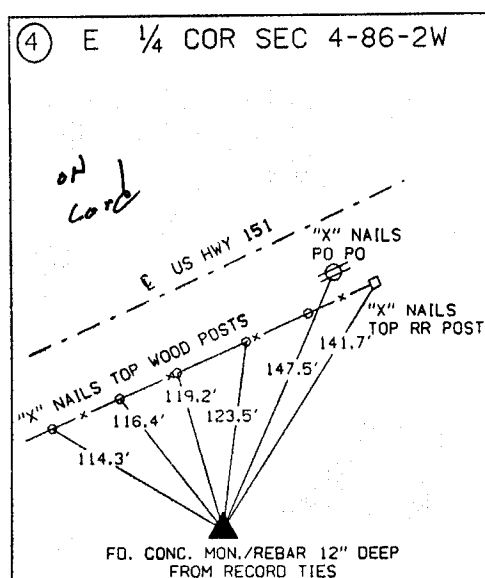 4 E 1/4 COR SEC 4-86-2W
on
Card
℄ US HWY 151
"X" NAILS
PO PO
"X" NAILS
TOP RR POST
"X" NAILS TOP WOOD POSTS
141.7'
147.5'
119.2'
123.5'
116.4'
114.3'
FD. CONC. MON./REBAR 12" DEEP
FROM RECORD TIES